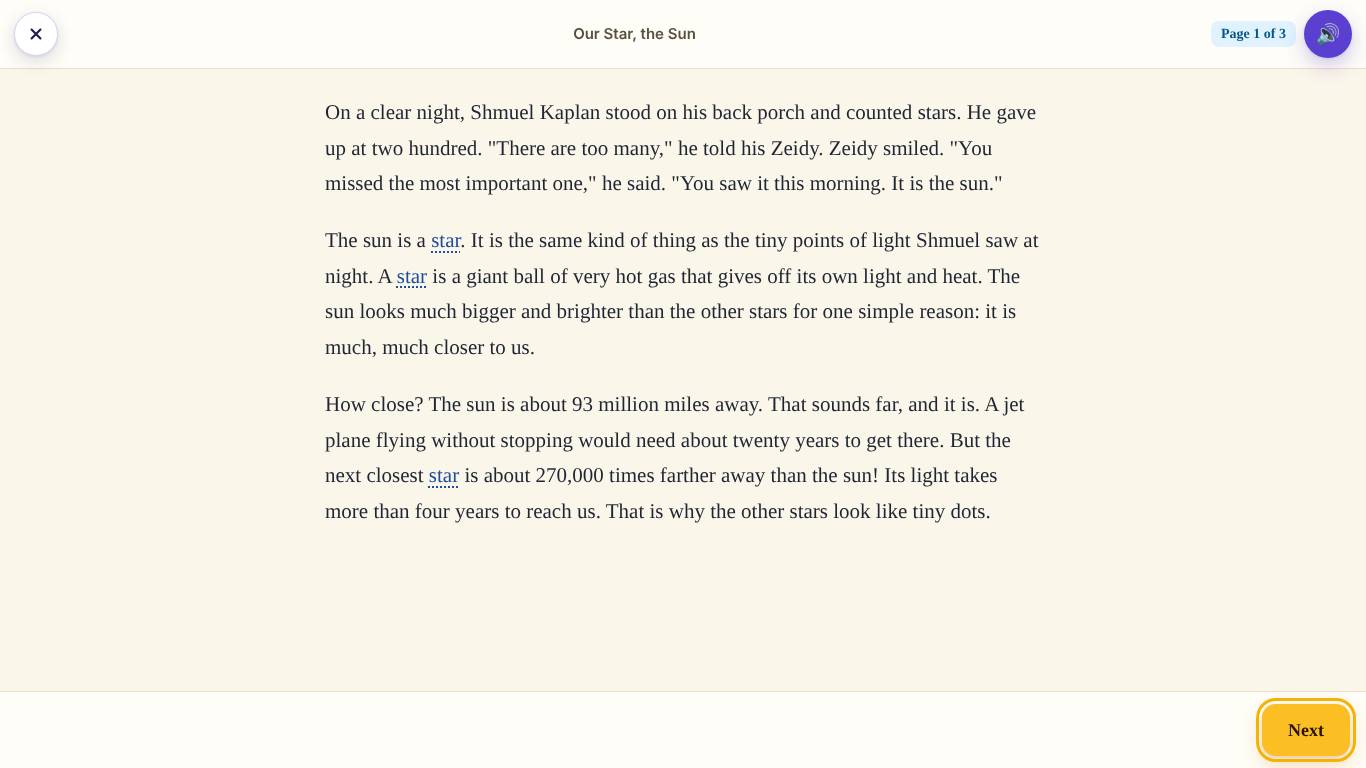 Our Star, the Sun
Page 1 of 3
On a clear night, Shmuel Kaplan stood on his back porch and counted stars. He gave
up at two hundred. "There are too many," he told his Zeidy. Zeidy smiled. "You
missed the most important one," he said. "You saw it this morning. It is the sun."
The sun is a star. It is the same kind of thing as the tiny points of light Shmuel saw at
night. A star is a giant ball of very hot gas that gives off its own light and heat. The
sun looks much bigger and brighter than the other stars for one simple reason: it is
much, much closer to us.
How close? The sun is about 93 million miles away. That sounds far, and it is. A jet
plane flying without stopping would need about twenty years to get there. But the
next closest star is about 270,000 times farther away than the sun! Its light takes
more than four years to reach us. That is why the other stars look like tiny dots.
Next